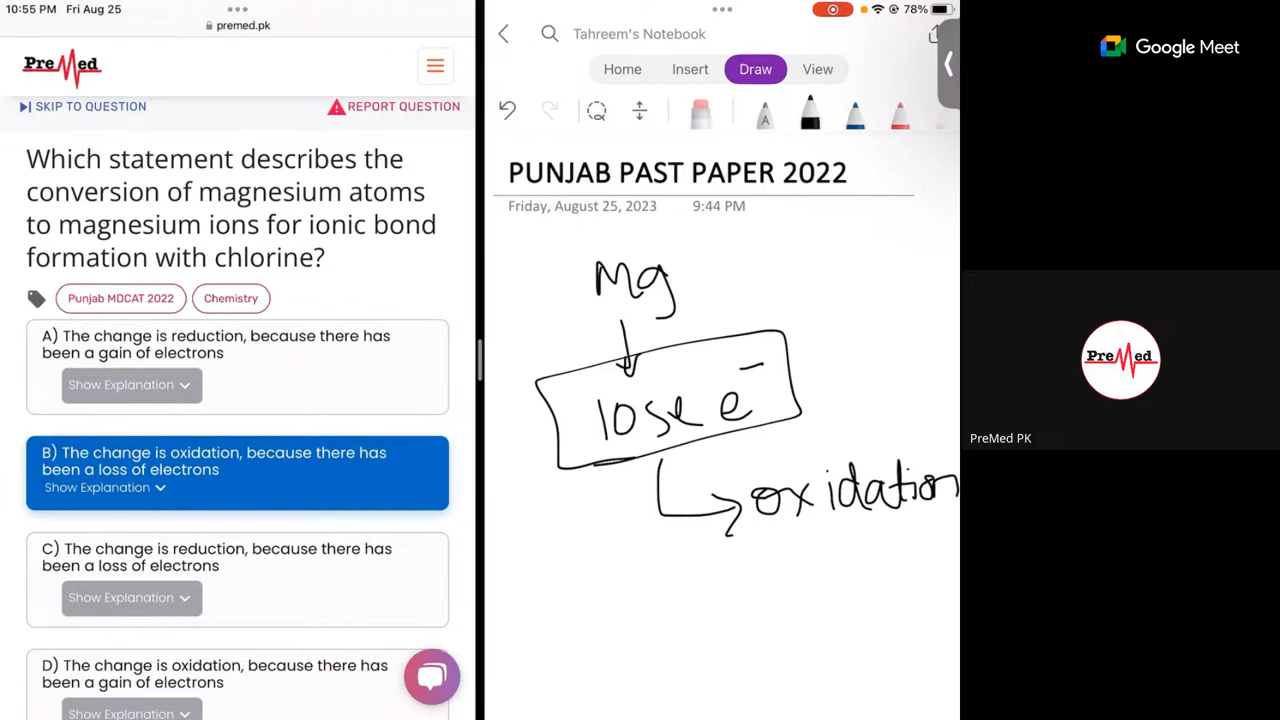 10:55 PM Fri Aug 25
premed.pk
PreMed
SKIP TO QUESTION
REPORT QUESTION
Which statement describes the
conversion of magnesium atoms
to magnesium ions for ionic bond
formation with chlorine?
Punjab MDCAT 2022
Chemistry
A) The change is reduction, because there has
been a gain of electrons
Show Explanation
B) The change is oxidation, because there has
been a loss of electrons
Show Explanation
C) The change is reduction, because there has
been a loss of electrons
Show Explanation
D) The change is oxidation, because there has
been a gain of electrons
Show Explanation
78%
Tahreem's Notebook
Home
Insert
Draw
View
A
PUNJAB PAST PAPER 2022
Friday, August 25, 2023 9:44 PM
Mg
lose e⁻
oxidation
Google Meet
PreMed
PreMed PK